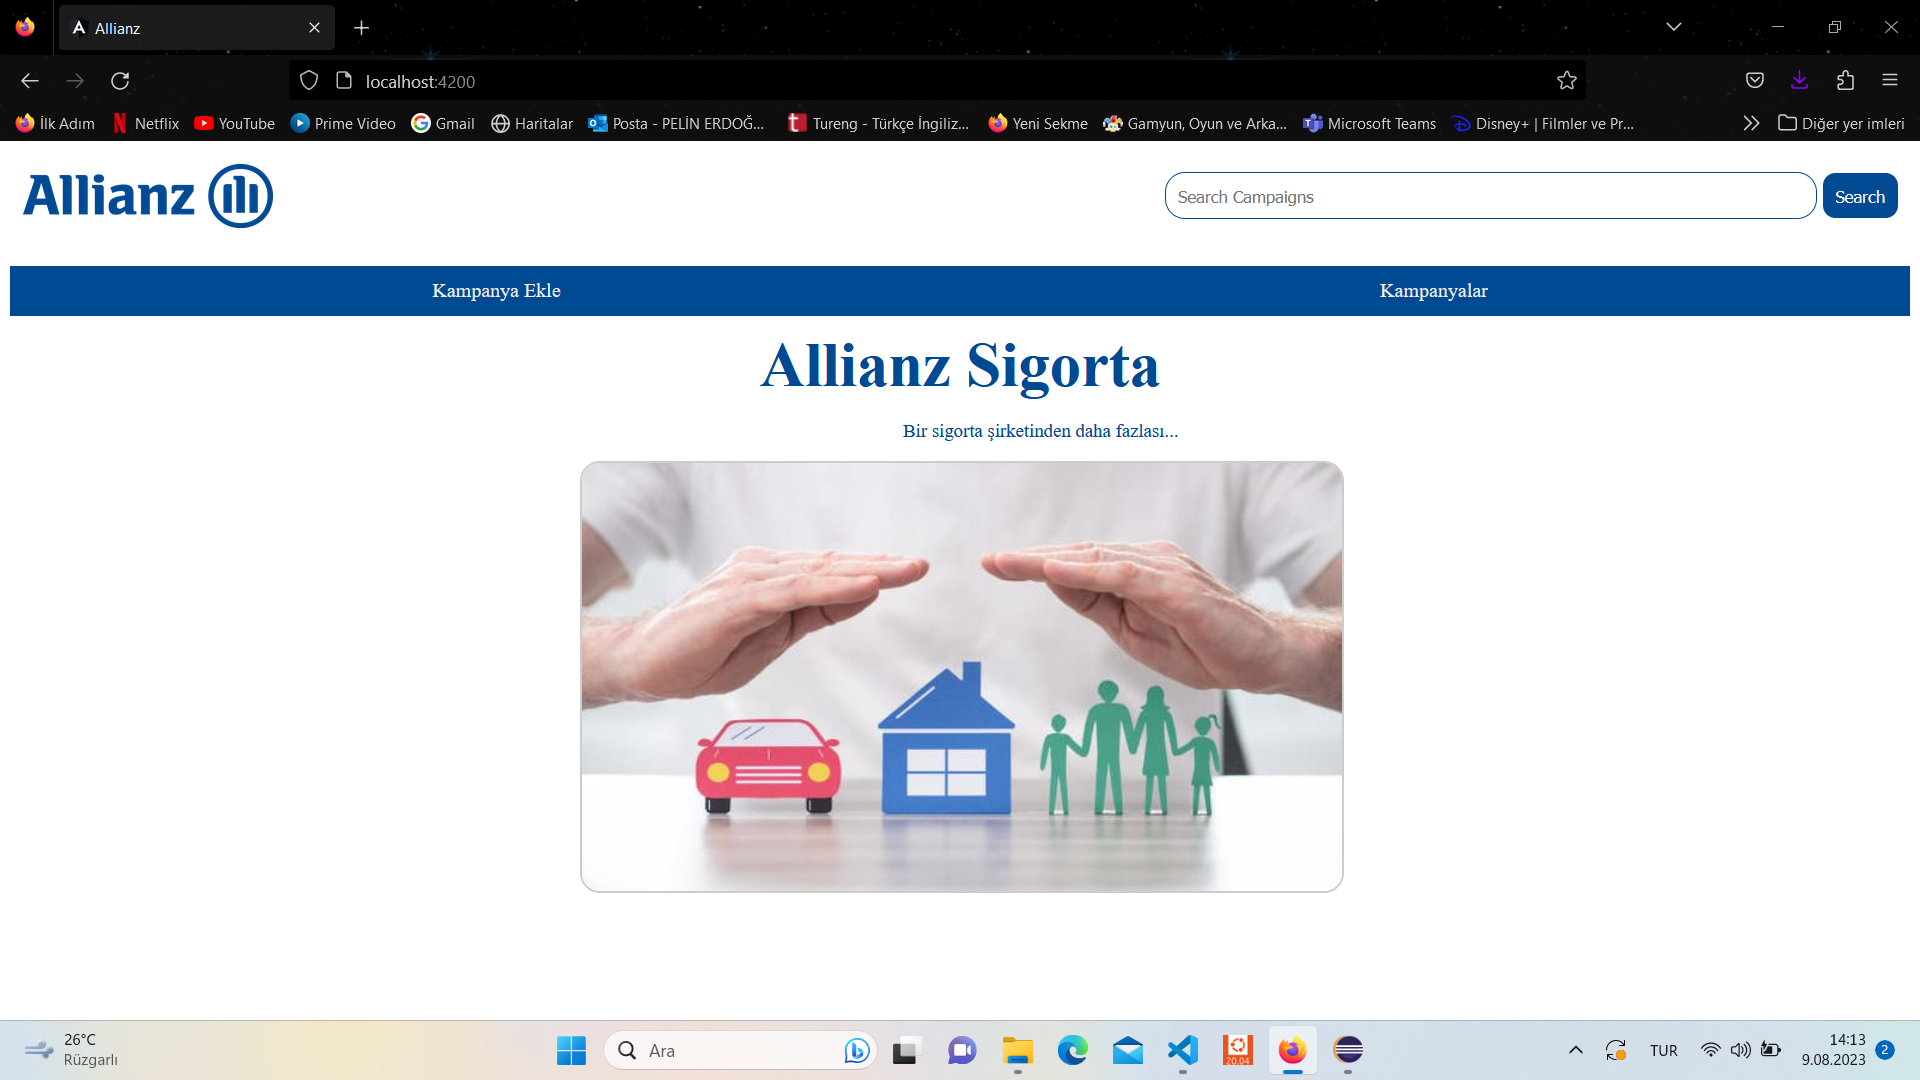 Allianz
localhost:4200
İlk Adım Netflix YouTube Prime Video Gmail Haritalar Posta - PELİN ERDOĞ... Tureng - Türkçe İngiliz... Yeni Sekme Gamyun, Oyun ve Arka... Microsoft Teams Disney+ | Filmler ve Pr... Diğer yer imleri
Allianz
Search Campaigns Search
Kampanya Ekle Kampanyalar
Allianz Sigorta
Bir sigorta şirketinden daha fazlası...
26°C
Rüzgarlı
Ara
20.04
TUR
14:13
9.08.2023
2